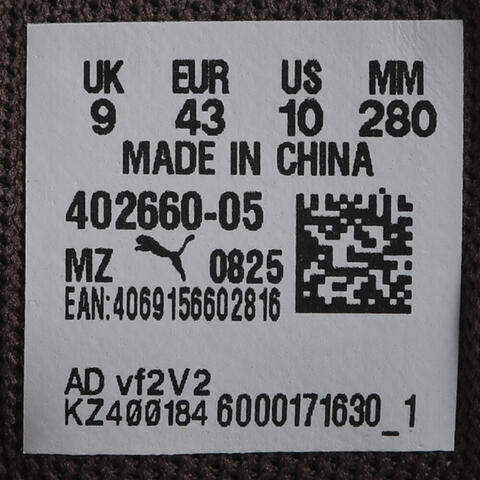 UK EUR US MM
9 43 10 280
MADE IN CHINA
402660-05
MZ 0825
EAN:4069156602816
AD vf2V2
KZ400184 6000171630_1